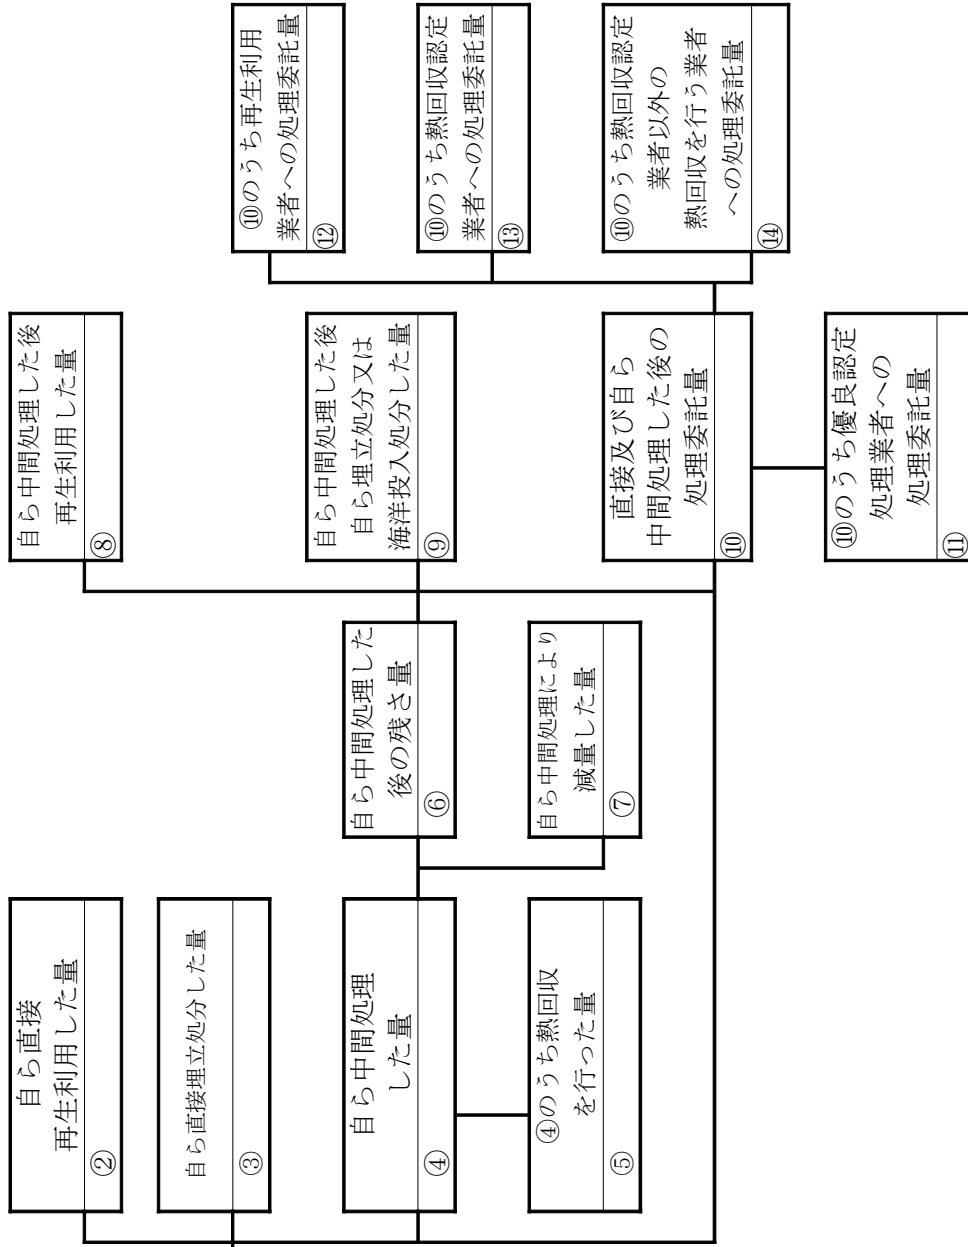 自ら直接
再生利用した量
②
自ら直接埋立処分した量
③
自ら中間処理
した量
④
④のうち熱回収
を行った量
⑤
自ら中間処理した
後の残さ量
⑥
自ら中間処理により
減量した量
⑦
自ら中間処理した後
再生利用した量
⑧
自ら中間処理した後
自ら埋立処分又は
海洋投入処分した量
⑨
直接及び自ら
中間処理した後の
処理委託量
⑩
⑩のうち優良認定
処理業者への
処理委託量
⑪
⑩のうち再生利用
業者への処理委託量
⑫
⑩のうち熱回収認定
業者への処理委託量
⑬
⑩のうち熱回収認定
業者以外の
熱回収を行う業者
への処理委託量
⑭